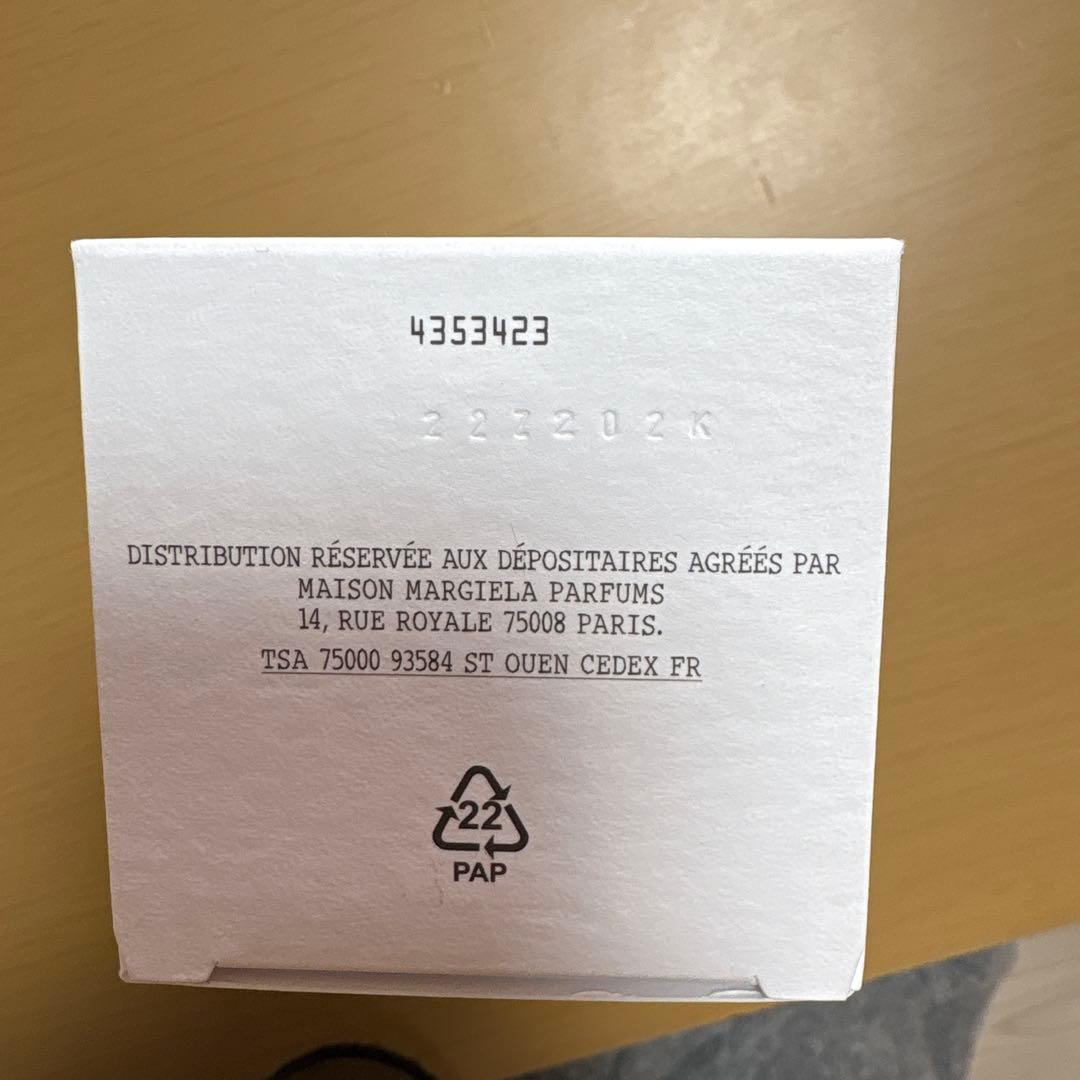 4353423
DISTRIBUTION RÉSERVÉE AUX DÉPOSITAIRES AGRÉÉS PAR
MAISON MARGIELA PARFUMS
14, RUE ROYALE 75008 PARIS.
TSA 75000 93584 ST OUEN CEDEX FR
22
PAP